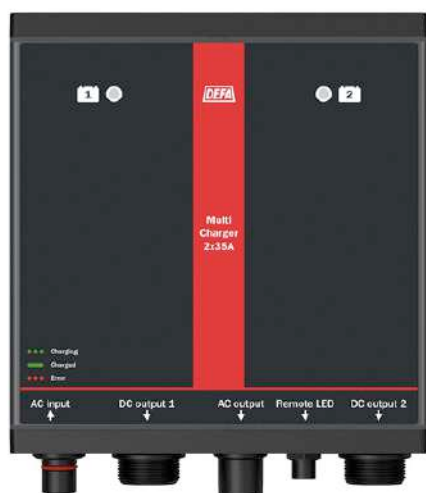 1
DEFA
2
Multi
Charger
2x35A
Charging
Charged
Error
AC input
DC output 1
AC output
Remote LED
DC output 2